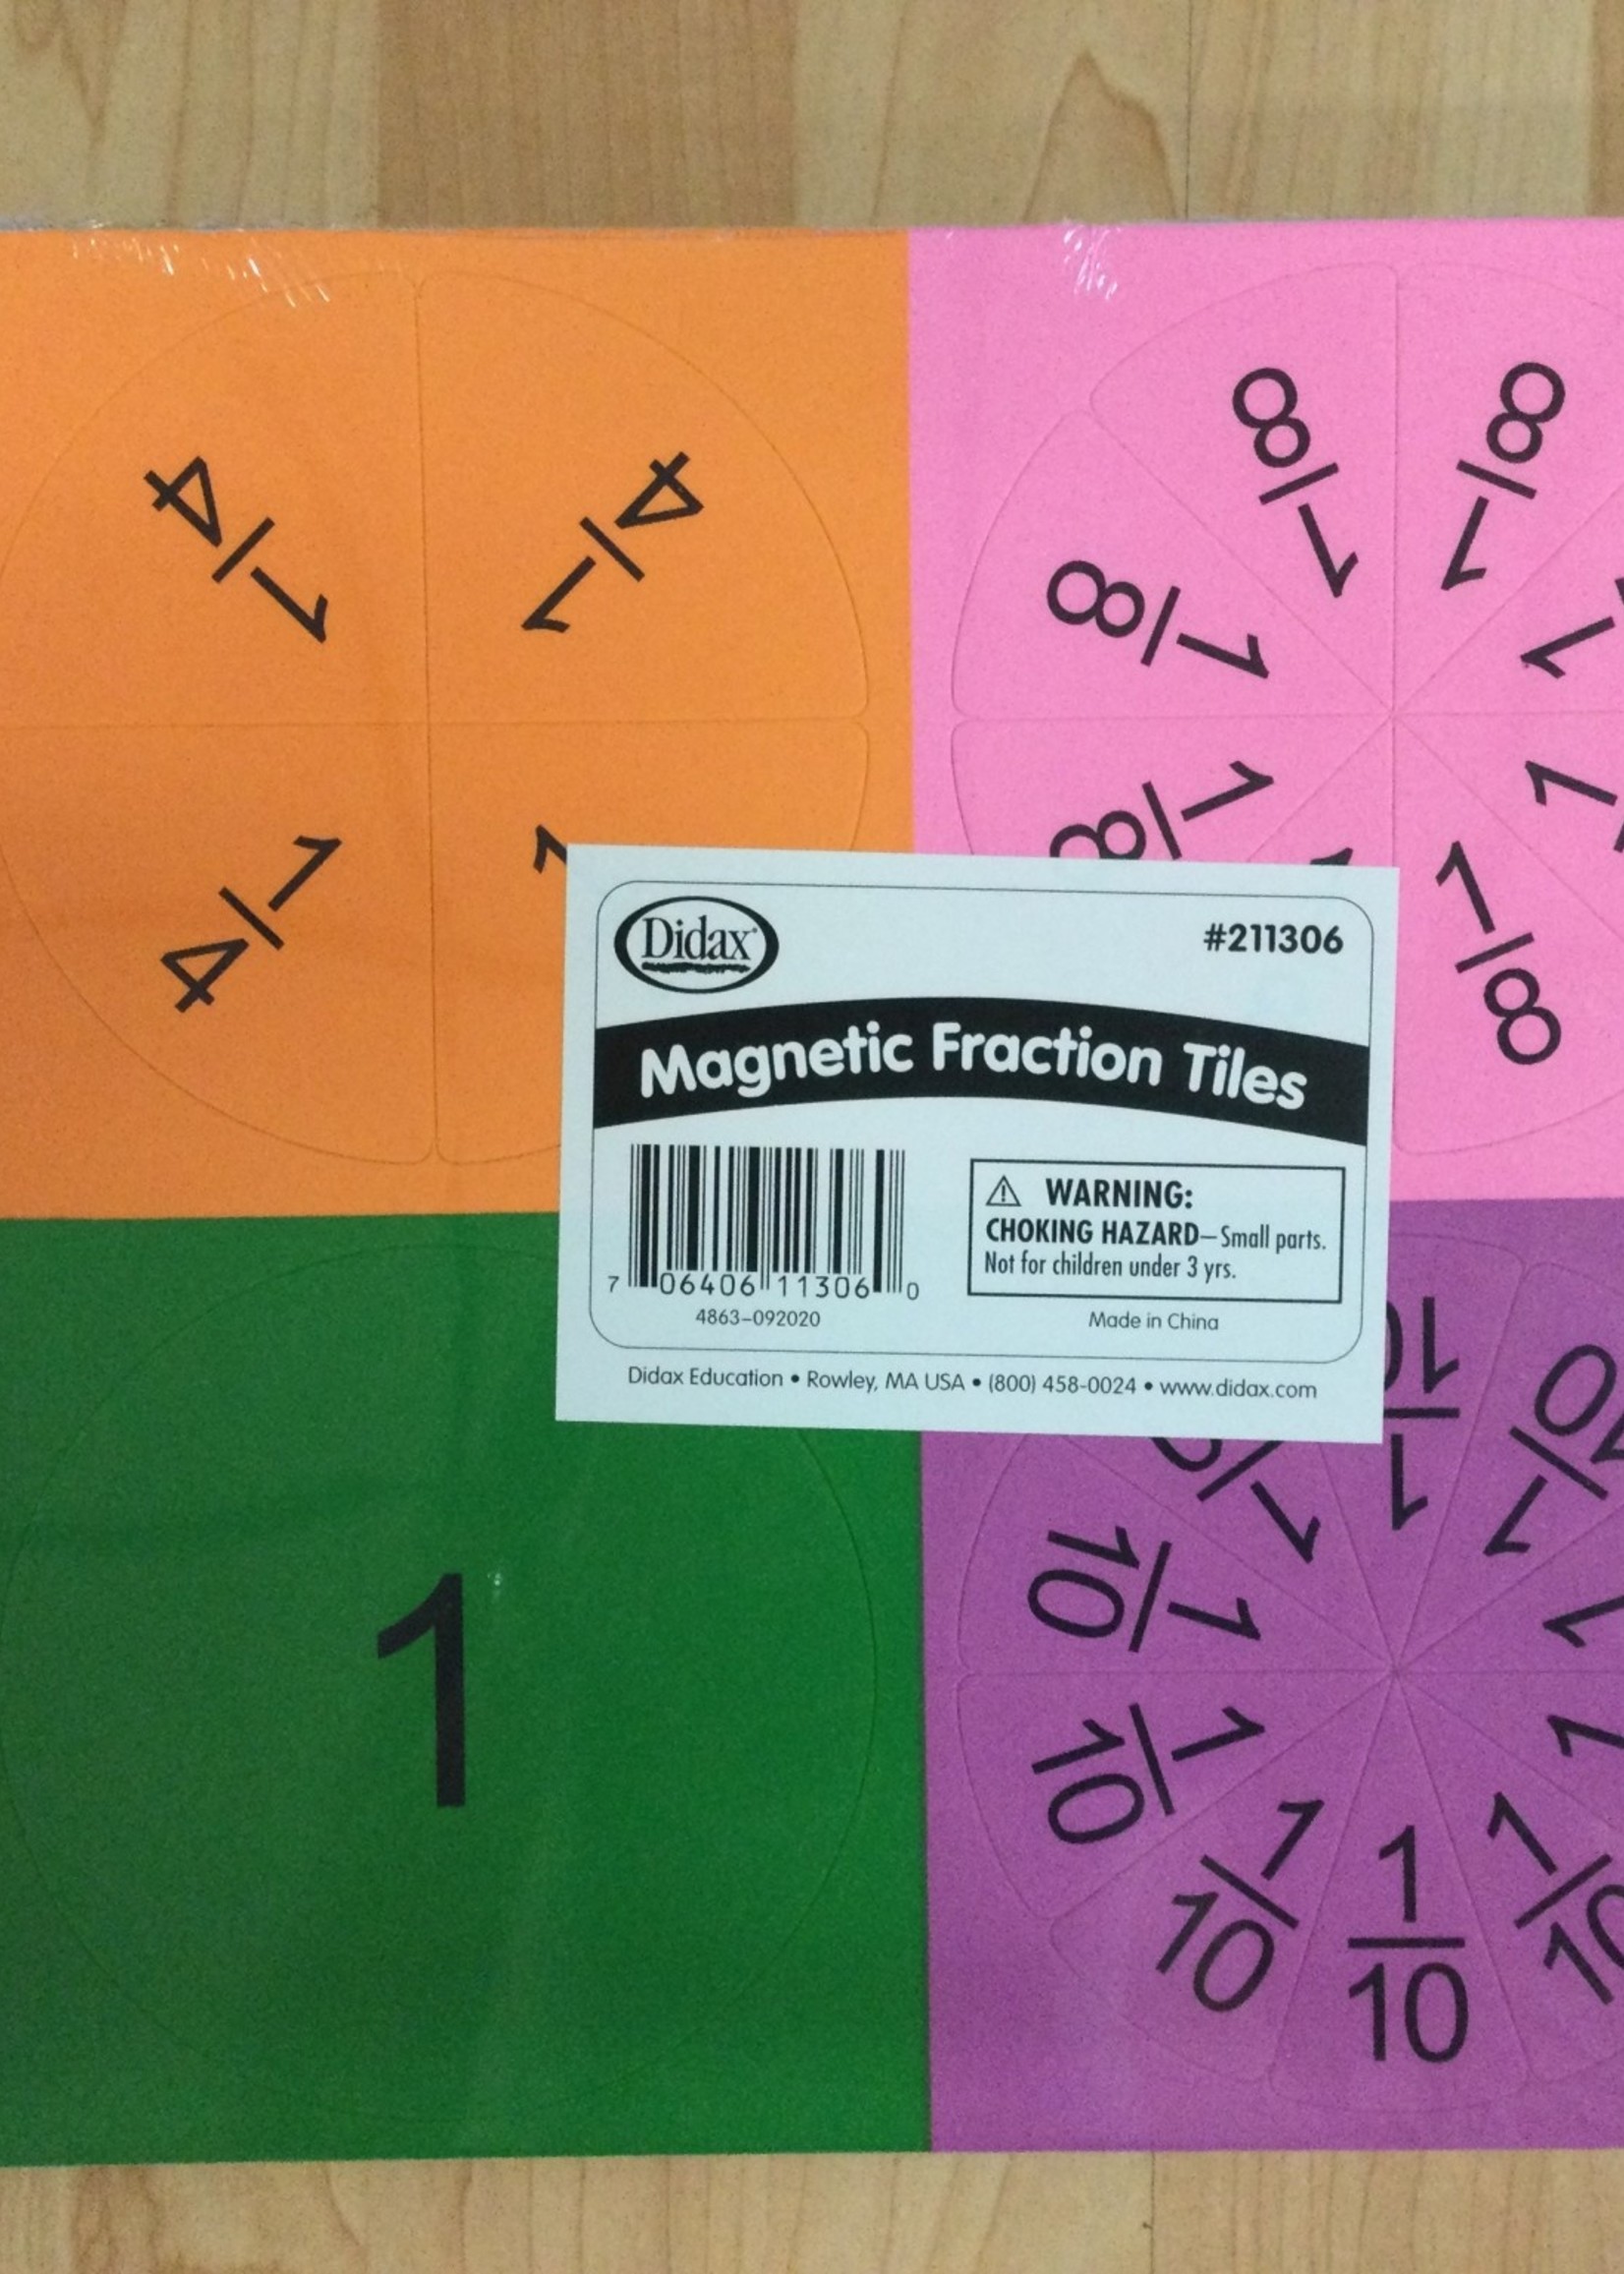 1/4 1/4
1/8 1/8
1/8
1/8
1/4
1/8
Didax
#211306
Magnetic Fraction Tiles
7 06406 11306 0
4863-092020
⚠ WARNING:
CHOKING HAZARD—Small parts.
Not for children under 3 yrs.
Made in China
Didax Education • Rowley, MA USA • (800) 458-0024 • www.didax.com
1
1/10
1/10
1/10
1/10
1/10
1/10
1/10